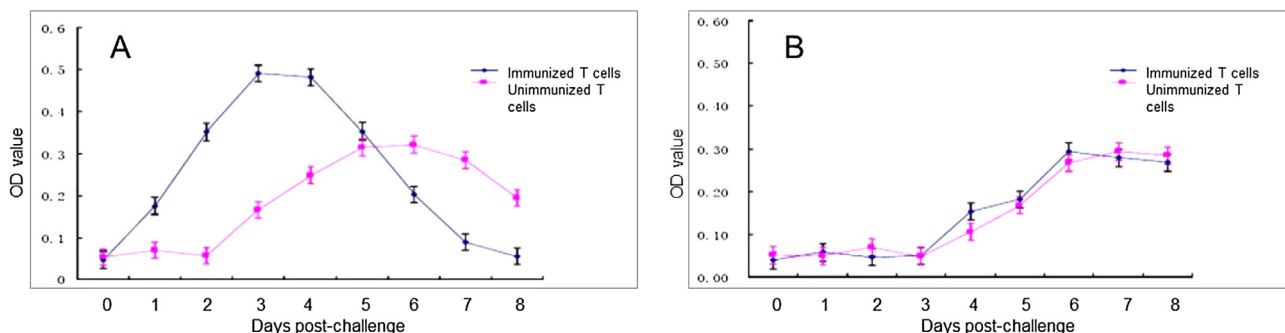 A
0. 6
0. 5
0. 4
0. 3
0. 2
0. 1
0
OD value
Immunized T cells
Unimmunized T
cells
0 1 2 3 4 5 6 7 8
Days post-challenge
B
0. 60
0. 50
0. 40
0. 30
0. 20
0. 10
0. 00
OD value
Immunized T cells
Unimmunized T
cells
0 1 2 3 4 5 6 7 8
Days post-challenge